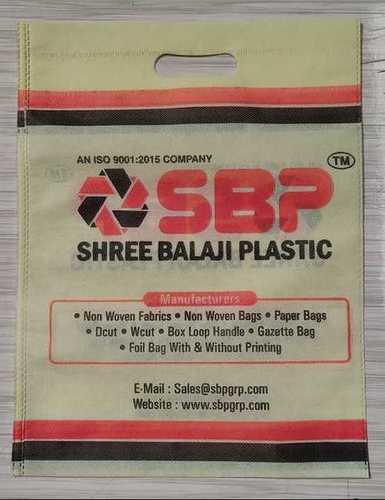 AN ISO 9001:2015 COMPANY
TM
SBP
SHREE BALAJI PLASTIC
Manufacturers
• Non Woven Fabrics • Non Woven Bags • Paper Bags
• Dcut • Wcut • Box Loop Handle • Gazette Bag
• Foil Bag With & Without Printing
E-Mail : Sales@sbpgrp.com
Website : www.sbpgrp.com